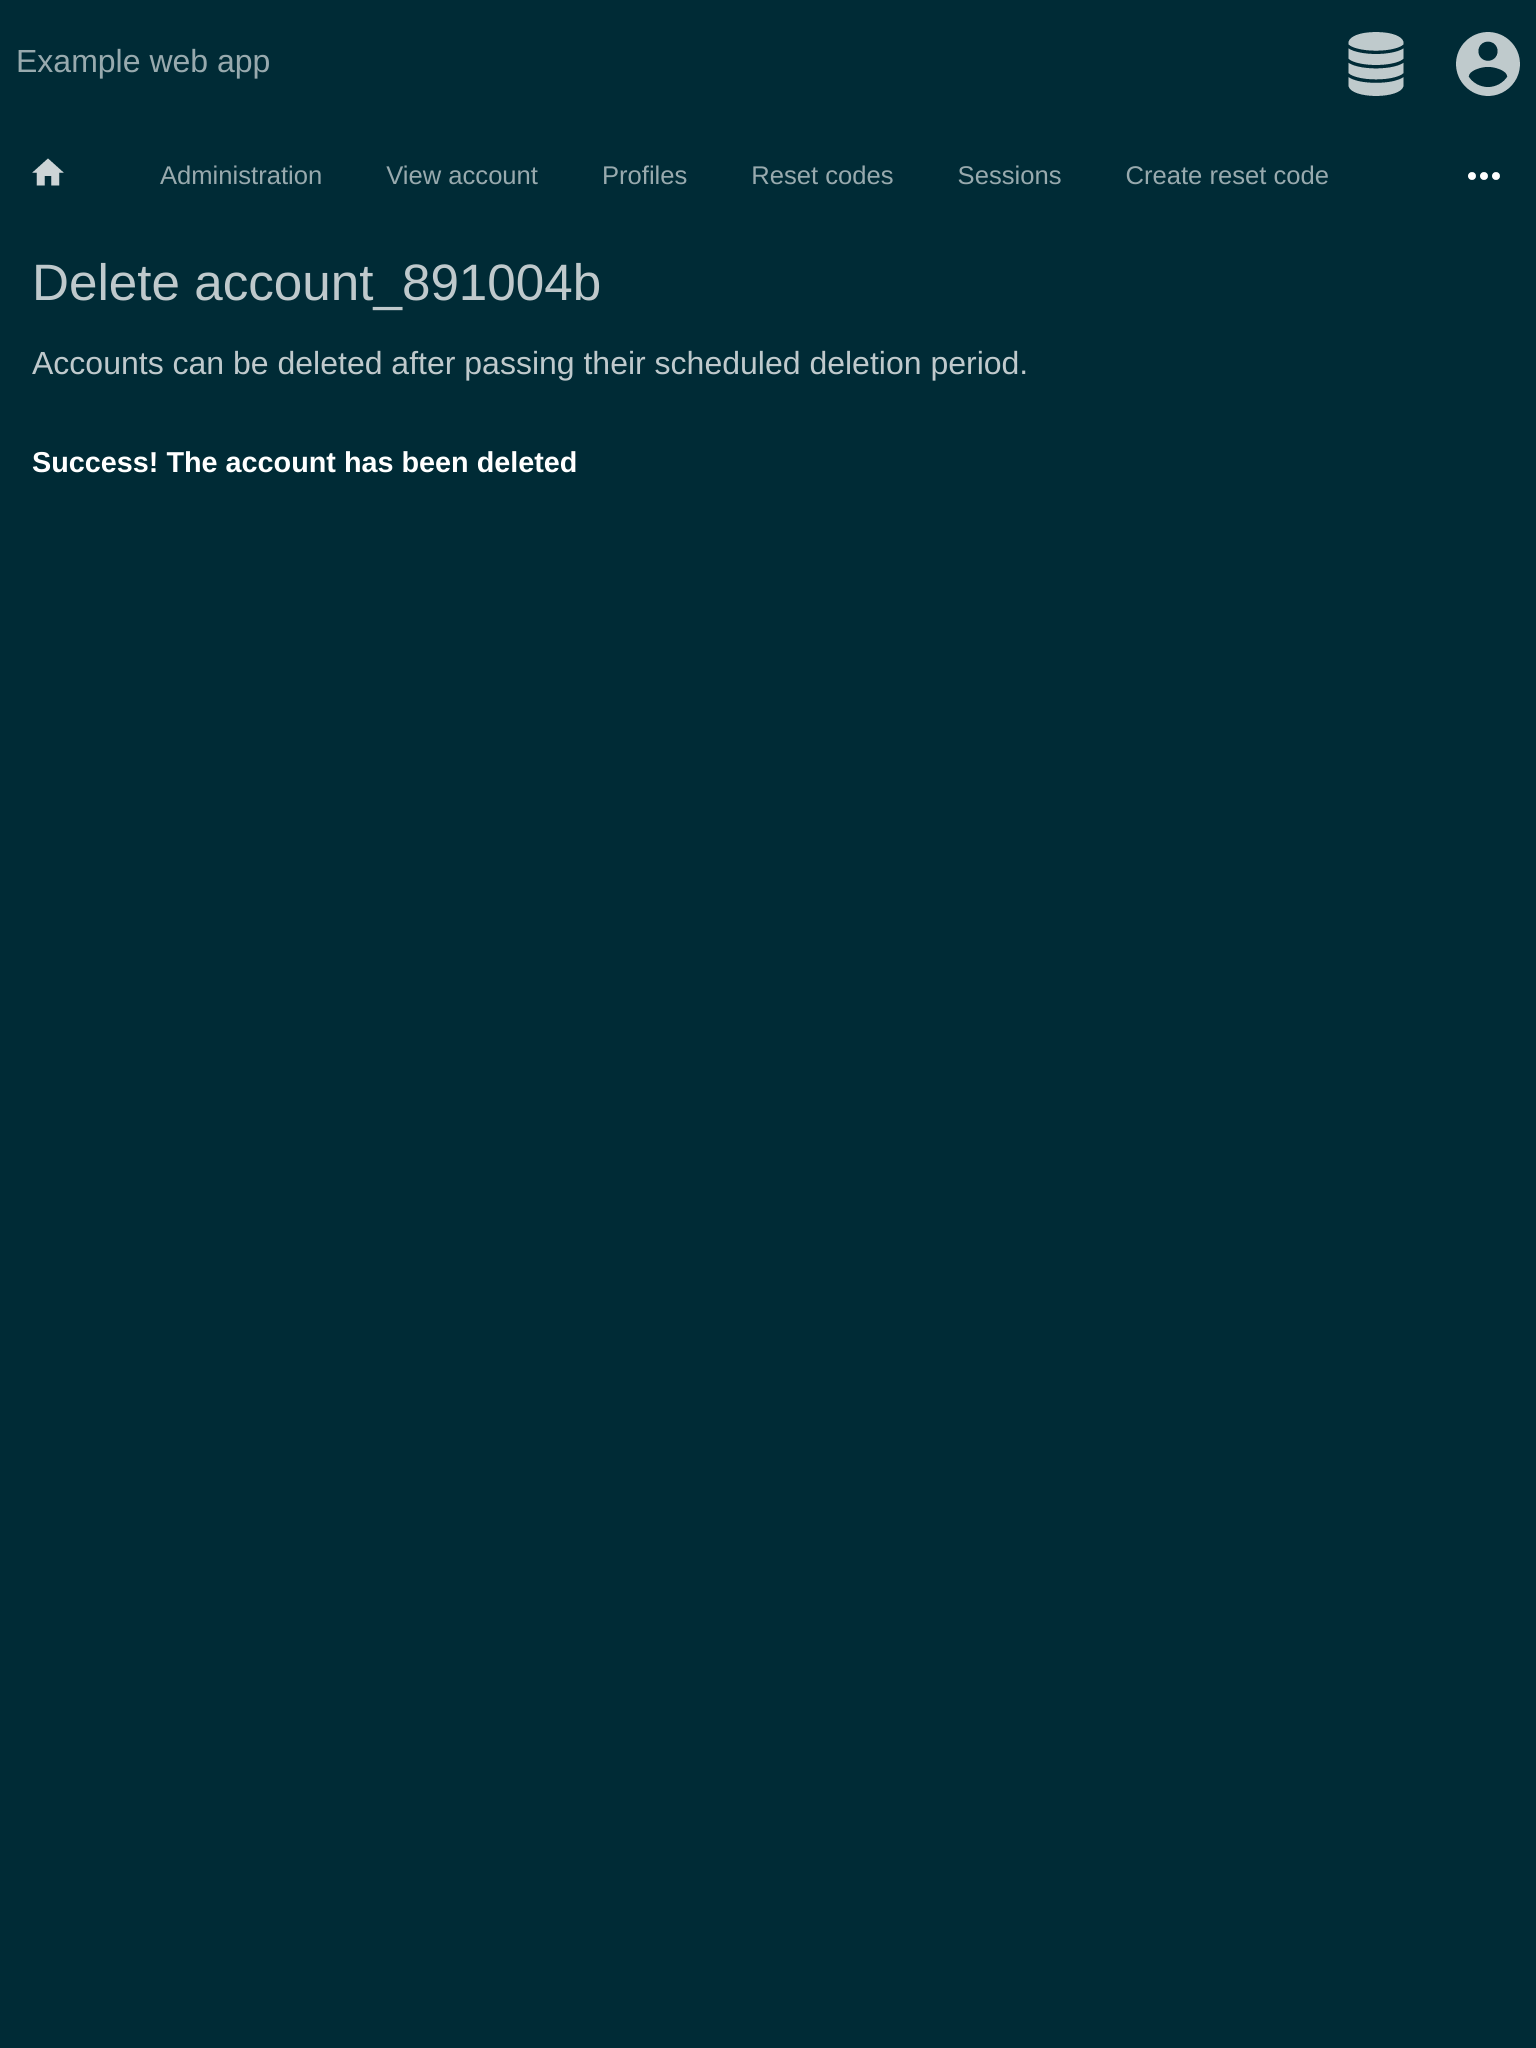 Example web app
Administration View account Profiles Reset codes Sessions Create reset code
Delete account_891004b
Accounts can be deleted after passing their scheduled deletion period.
Success! The account has been deleted